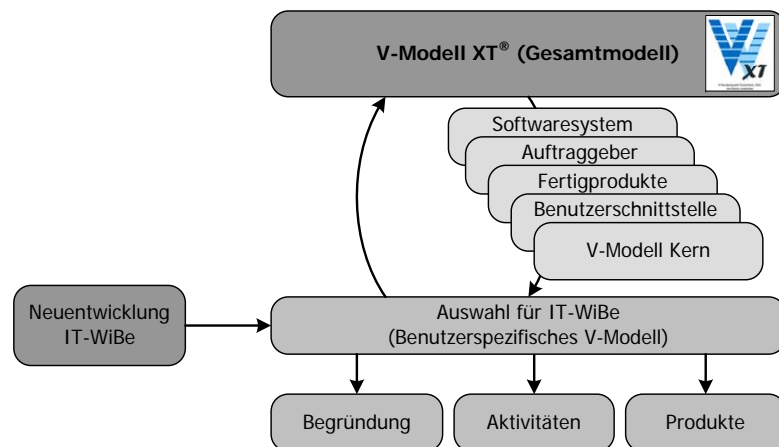 V-Modell XT® (Gesamtmodell)
XT
Softwaresystem
Auftraggeber
Fertigprodukte
Benutzerschnittstelle
V-Modell Kern
Neuentwicklung
IT-WiBe
Auswahl für IT-WiBe
(Benutzerspezifisches V-Modell)
Begründung
Aktivitäten
Produkte